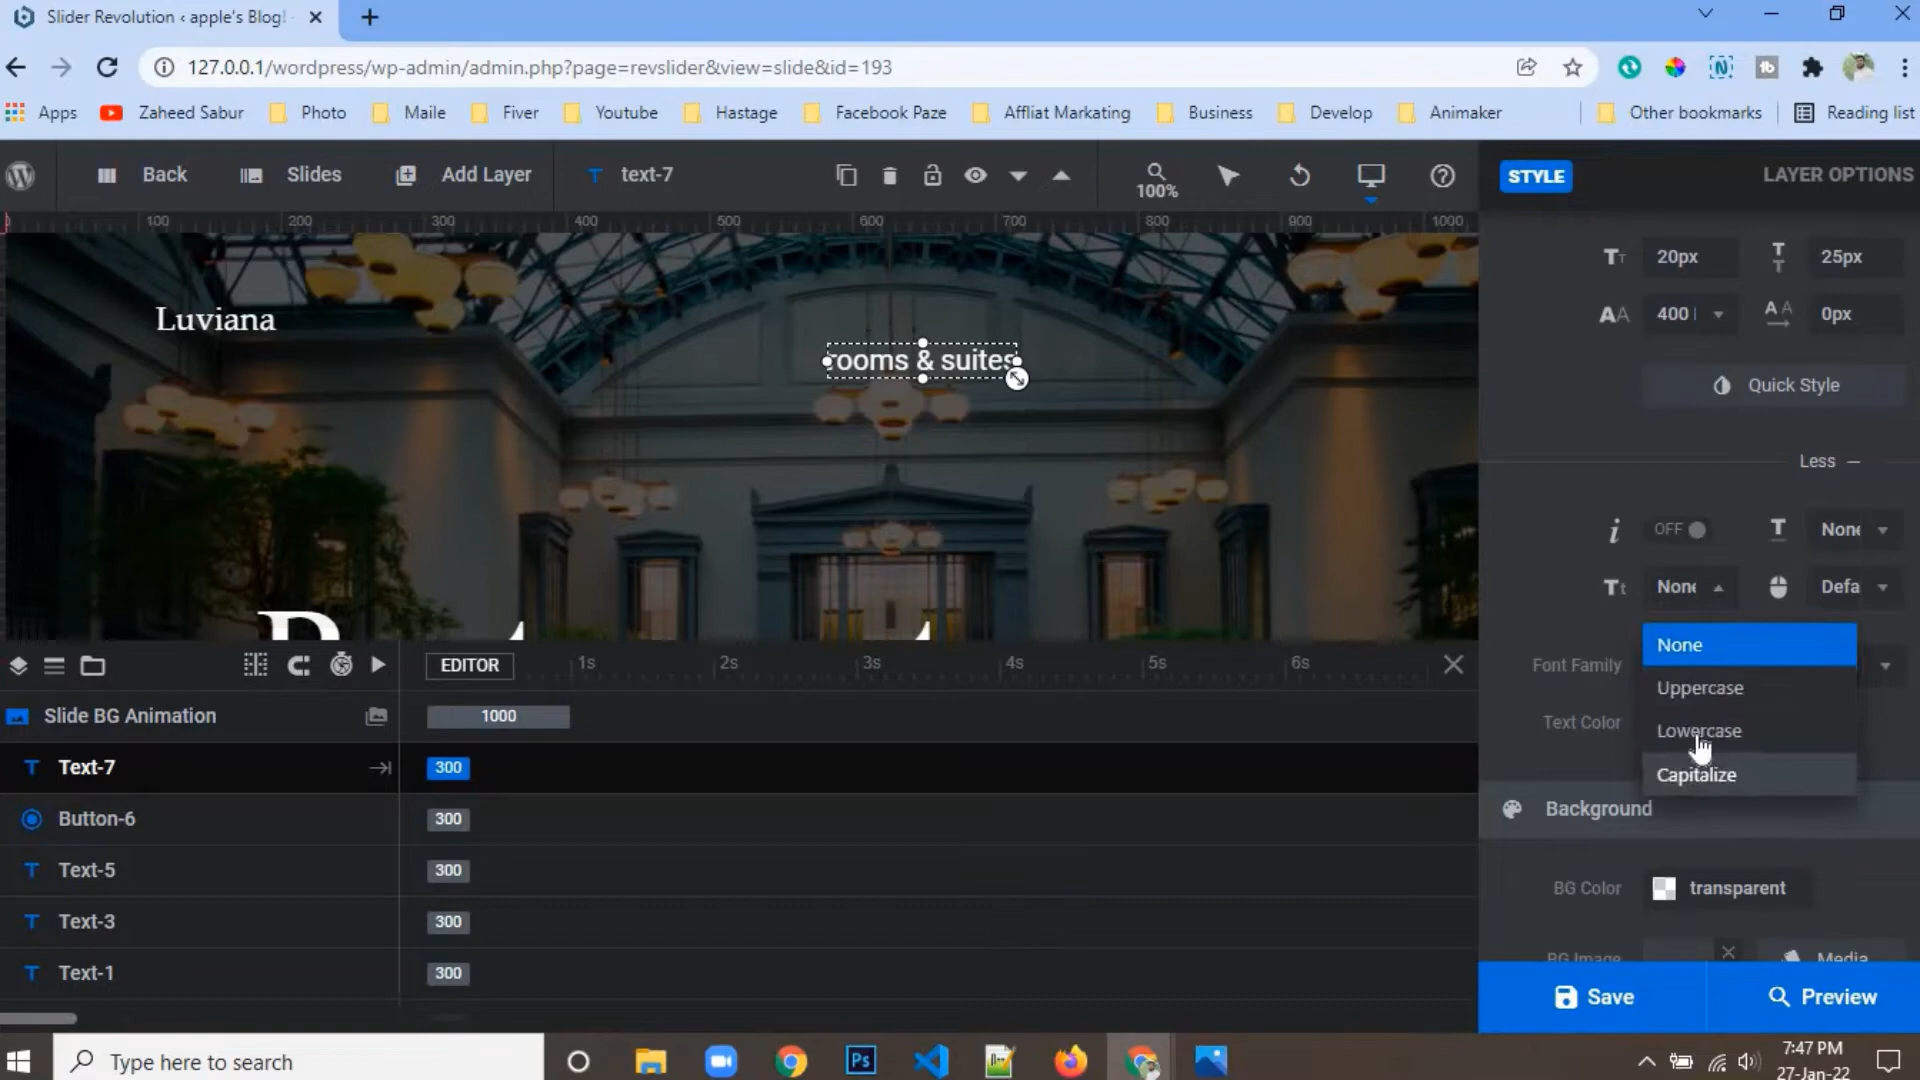 Slider Revolution ‹ apple's Blog! -
127.0.0.1/wordpress/wp-admin/admin.php?page=revslider&view=slide&id=193
Apps Zaheed Sabur Photo Maile Fiver Youtube Hastage Facebook Paze Affliat Markating Business Develop Animaker Other bookmarks Reading list
Back Slides Add Layer text-7 100% STYLE LAYER OPTIONS
100 200 300 400 500 600 700 800 900 1000
20px 25px
400 0px
Luviana
rooms & suites
Quick Style
Less
OFF None
None Defa
None
Uppercase
Lowercase
Capitalize
Font Family
Text Color
Background
BG Color transparent
BG Image Media
Save Preview
EDITOR 1s 2s 3s 4s 5s 6s
Slide BG Animation 1000
Text-7 300
Button-6 300
Text-5 300
Text-3 300
Text-1 300
Type here to search
Ps
7:47 PM
27-Jan-22